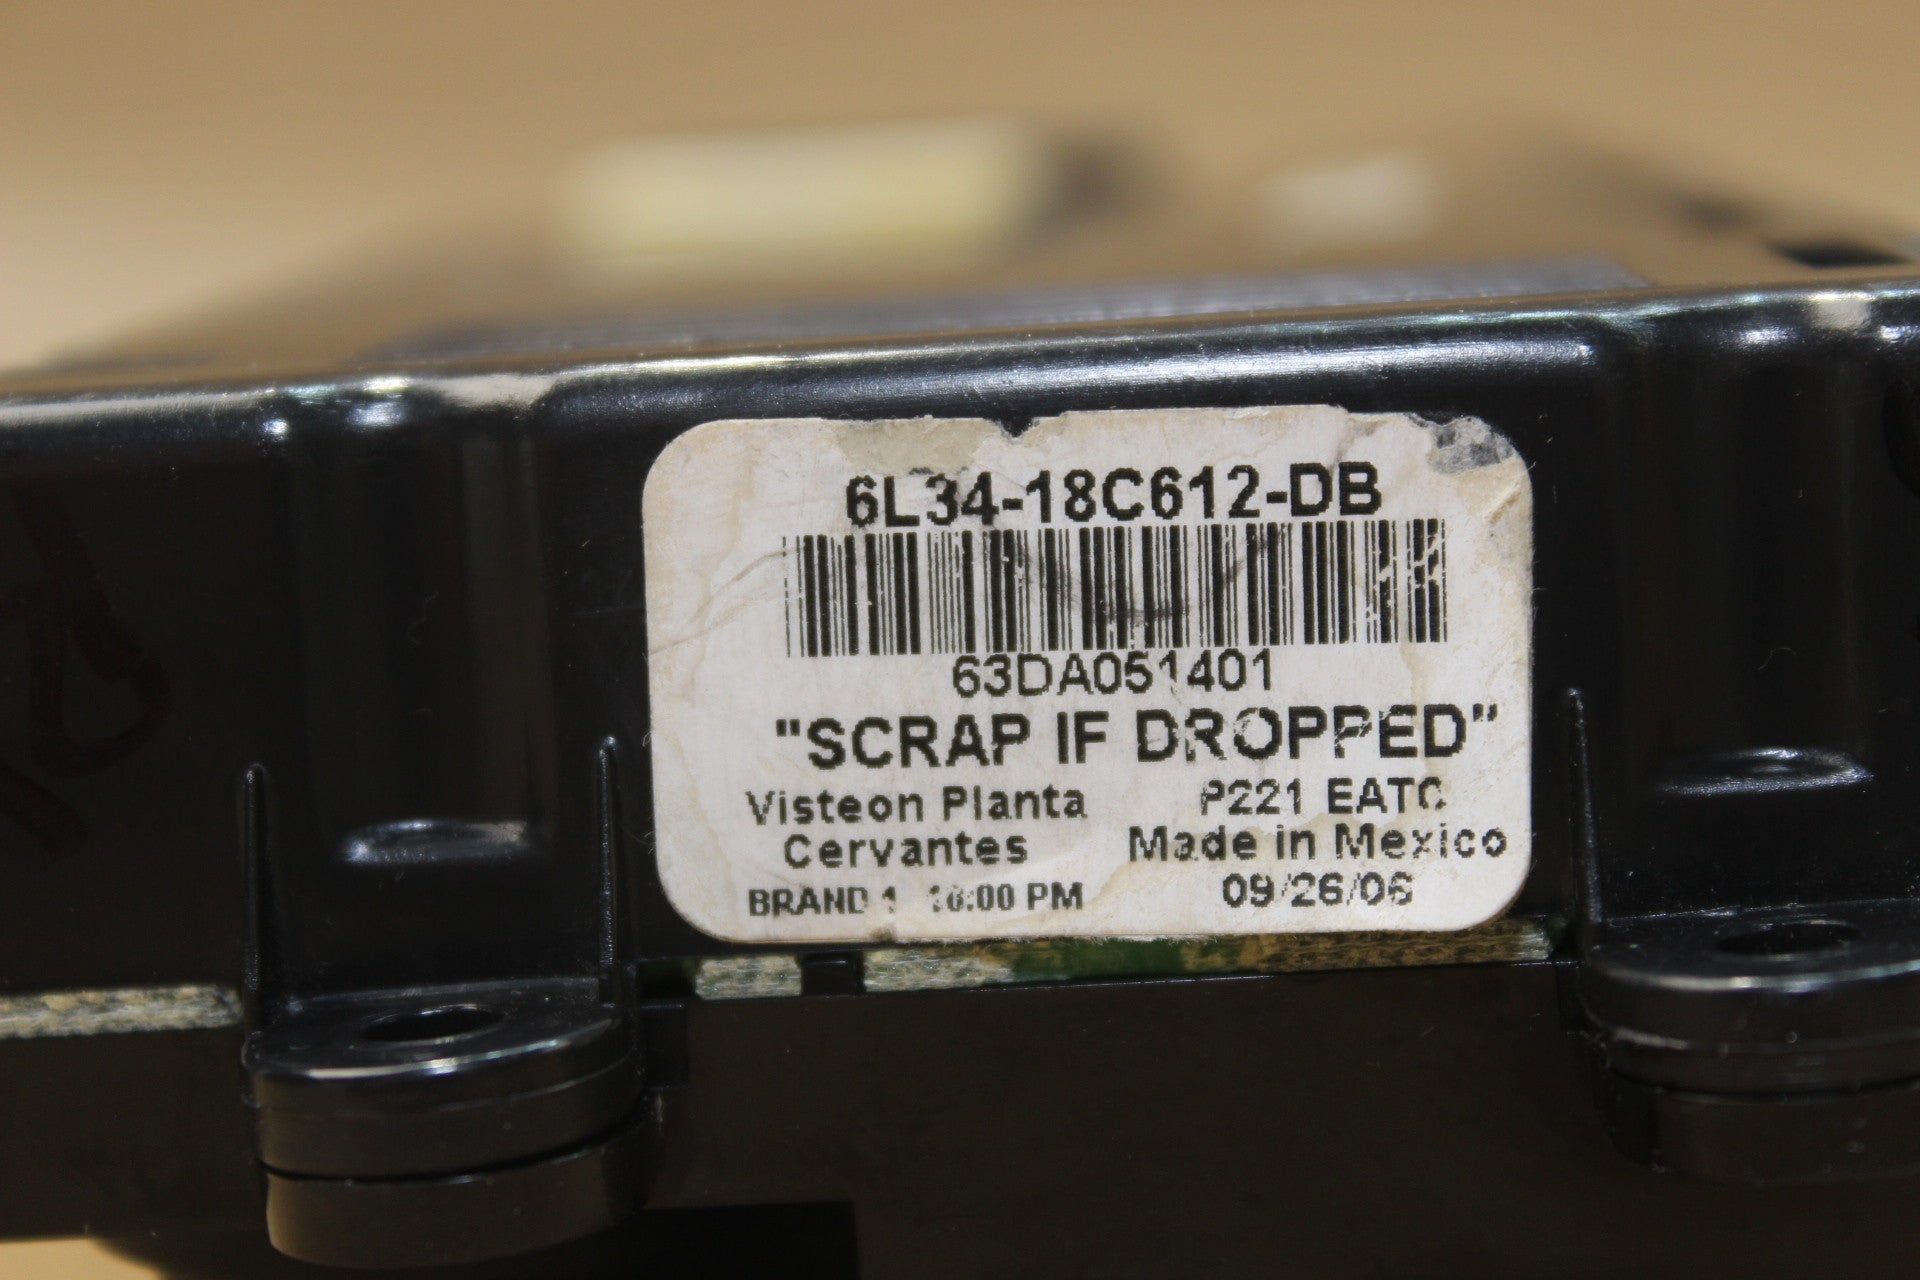 6L34-18C612-DB
63DA051401
"SCRAP IF DROPPED"
Visteon Planta
Cervantes
P221 EATC
Made in Mexico
BRAND 1 PM
09/26/06